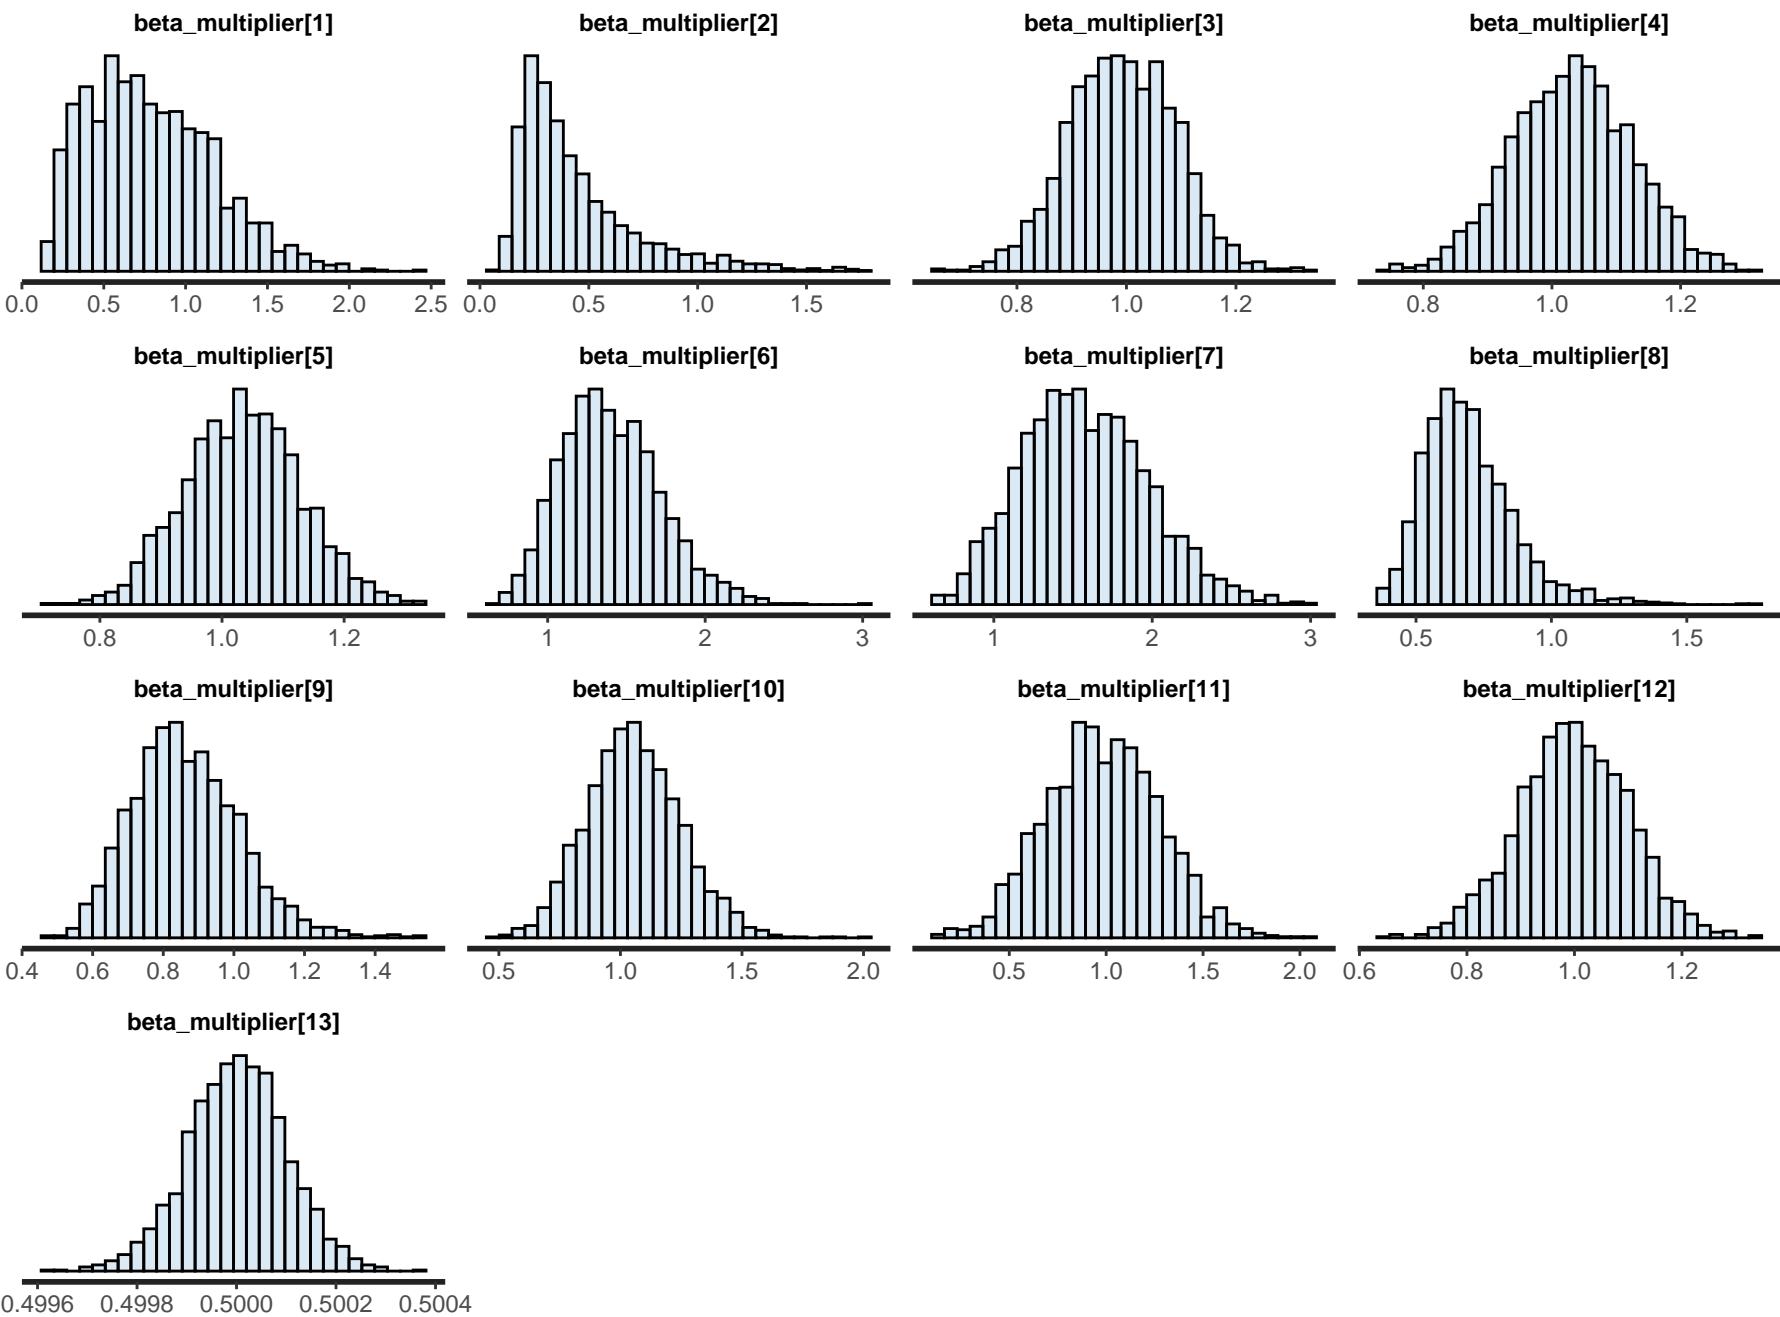 beta_multiplier[1] beta_multiplier[2] beta_multiplier[3] beta_multiplier[4]
0.0 0.5 1.0 1.5 2.0 2.5 0.0 0.5 1.0 1.5 0.8 1.0 1.2 0.8 1.0 1.2
beta_multiplier[5] beta_multiplier[6] beta_multiplier[7] beta_multiplier[8]
0.8 1.0 1.2 1 2 3 1 2 3 0.5 1.0 1.5
beta_multiplier[9] beta_multiplier[10] beta_multiplier[11] beta_multiplier[12]
0.4 0.6 0.8 1.0 1.2 1.4 0.5 1.0 1.5 2.0 0.5 1.0 1.5 2.0 0.6 0.8 1.0 1.2
beta_multiplier[13]
0.4996 0.4998 0.5000 0.5002 0.5004